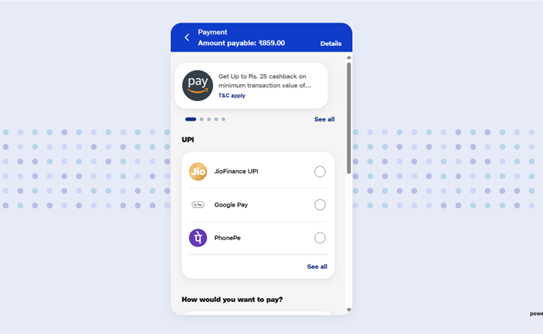 Payment
Amount payable: ₹859.00
Details
pay
Get Up to Rs. 25 cashback on
minimum transaction value of...
T&C apply
See all
UPI
Jio
JioFinance UPI
G Pay
Google Pay
पे
PhonePe
See all
How would you want to pay?
powe